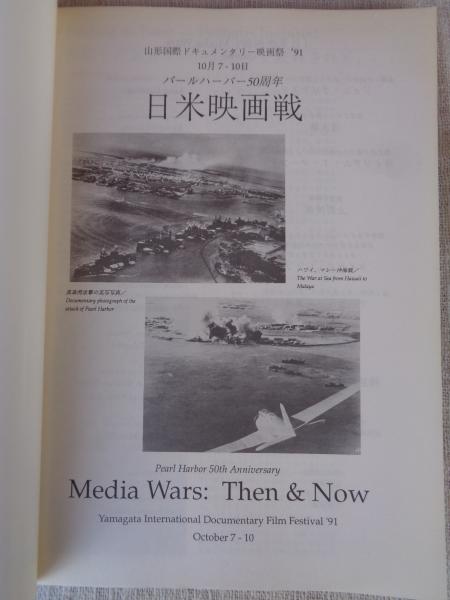 山形国際ドキュメンタリー映画祭 '91
10月 7 - 10日
パールハーバー50周年
日米映画戦
ハワイ、マレー沖海戦／
The War at Sea from Hawaii to
Malaya
真珠湾攻撃の記録写真／
Documentary photograph of the
attack of Pearl Harbor
Pearl Harbor 50th Anniversary
Media Wars: Then & Now
Yamagata International Documentary Film Festival '91
October 7 - 10